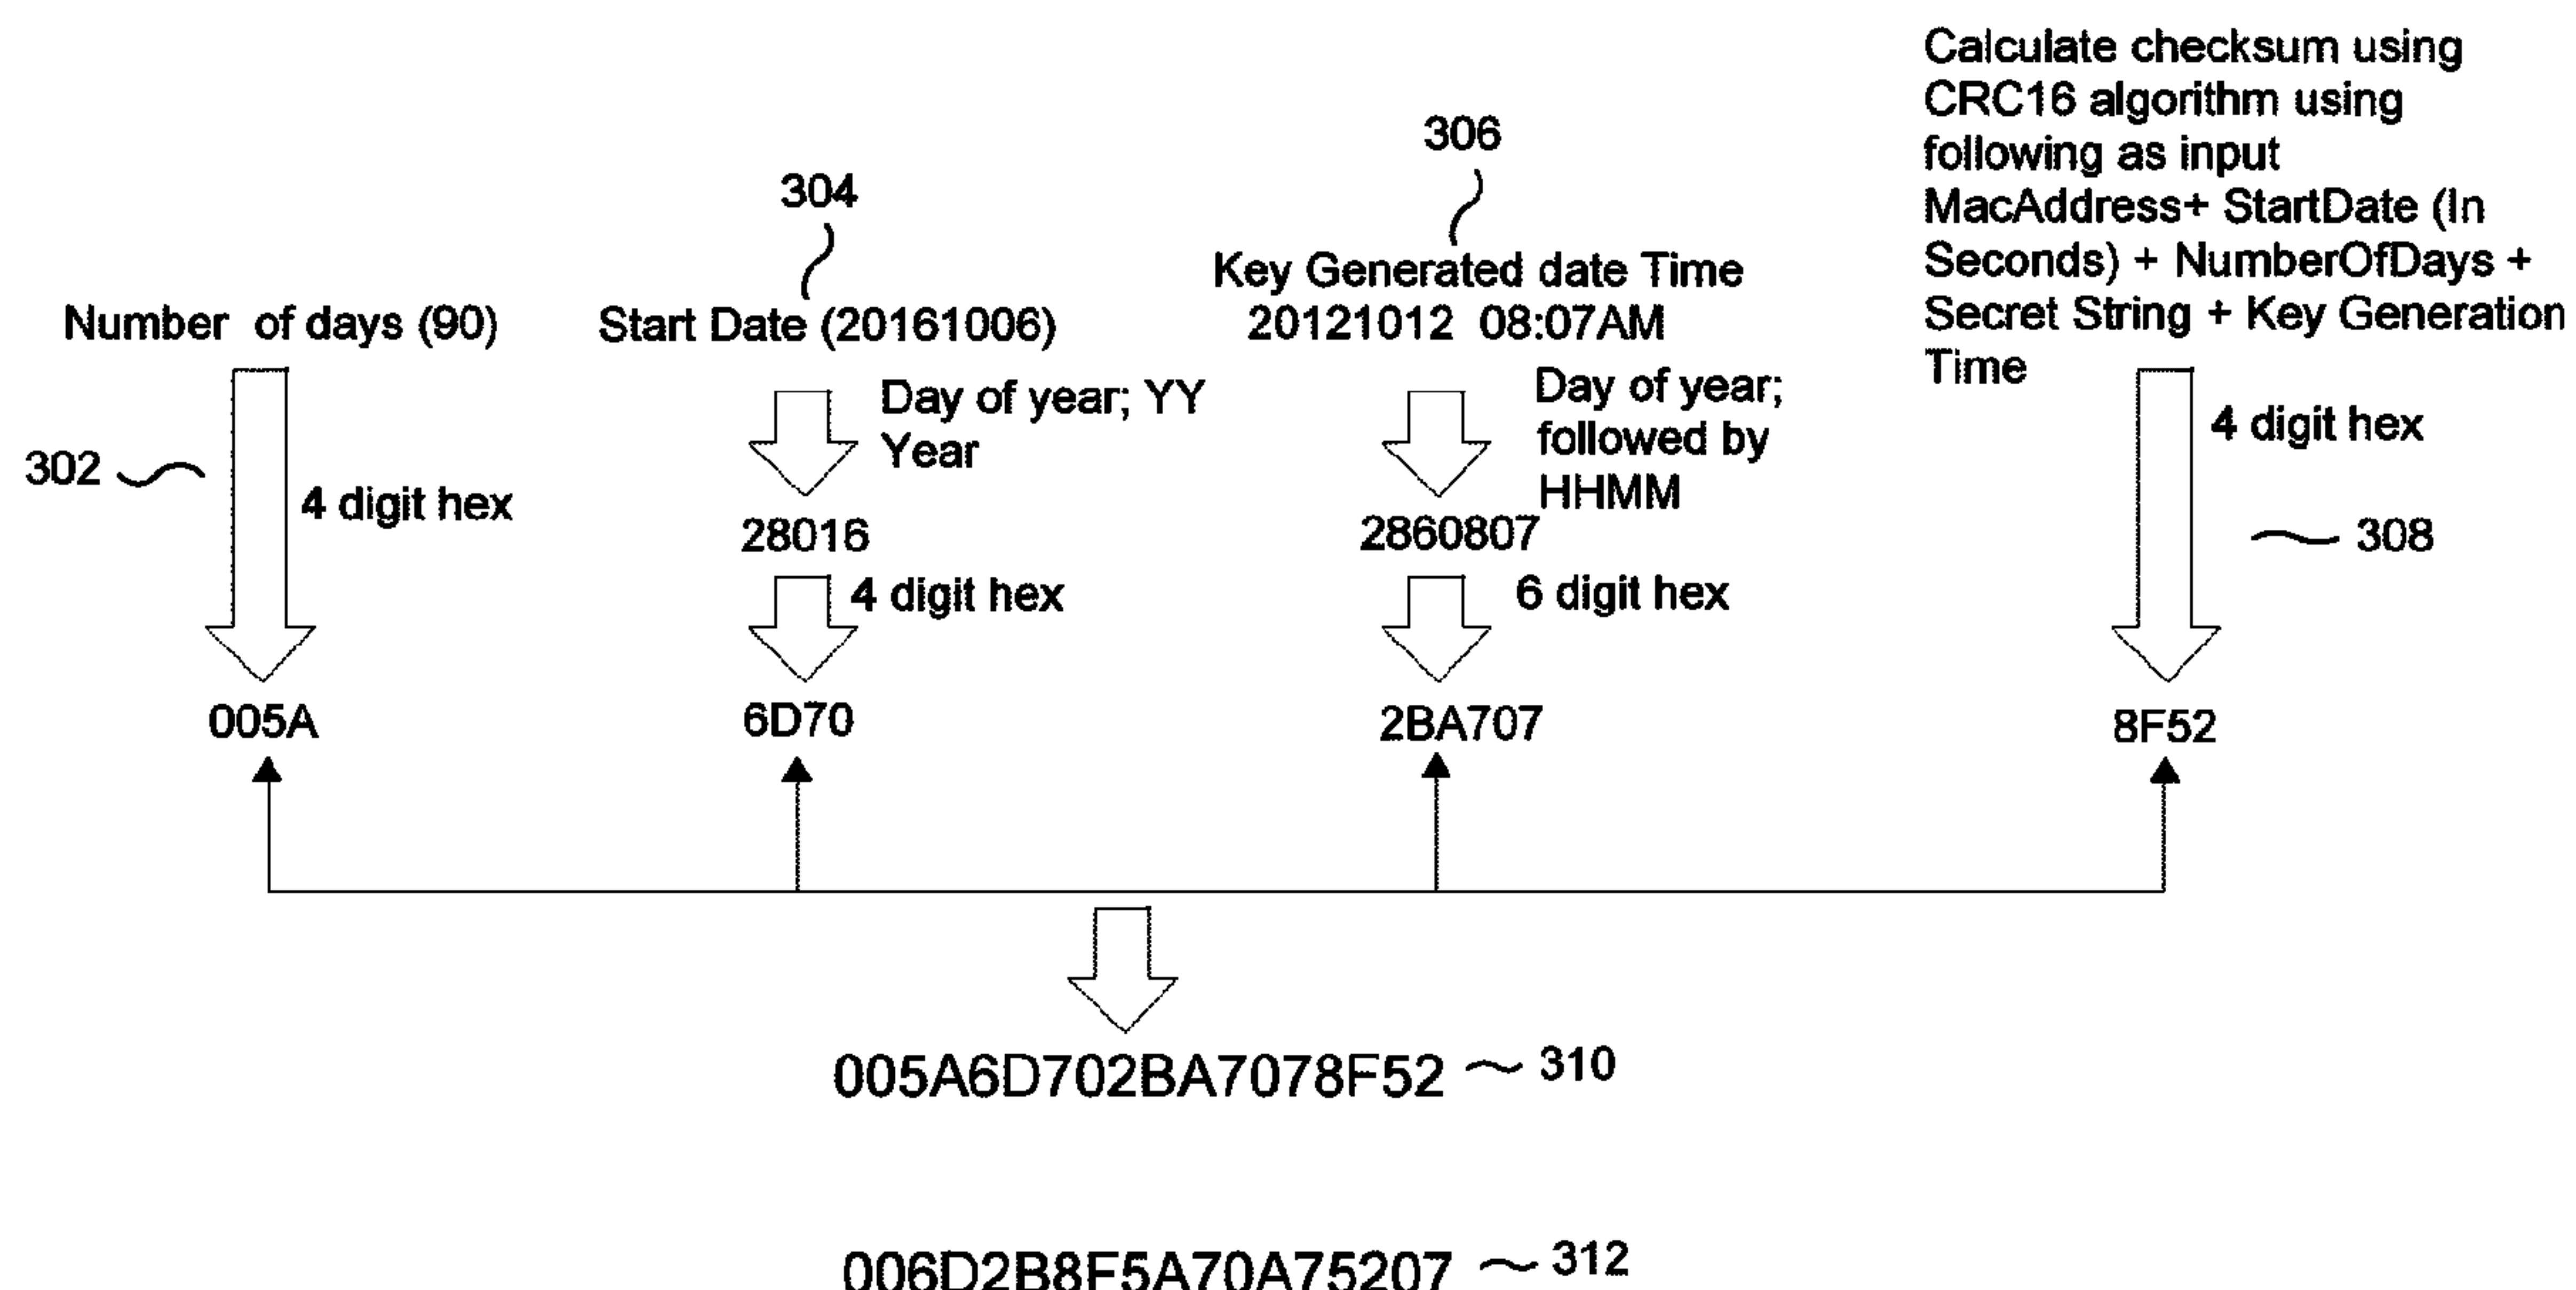 Calculate checksum using
CRC16 algorithm using
following as input
MacAddress+ StartDate (In
Seconds) + NumberOfDays +
Secret String + Key Generation
Time
306
304
Key Generated date Time
20121012 08:07AM
Number of days (90)
Start Date (20161006)
Day of year; YY
Year
Day of year;
followed by
HHMM
4 digit hex
302
4 digit hex
28016
2860807
308
4 digit hex
6 digit hex
005A
6D70
2BA707
8F52
005A6D702BA7078F52
310
006D2B8F5A70A75207
312